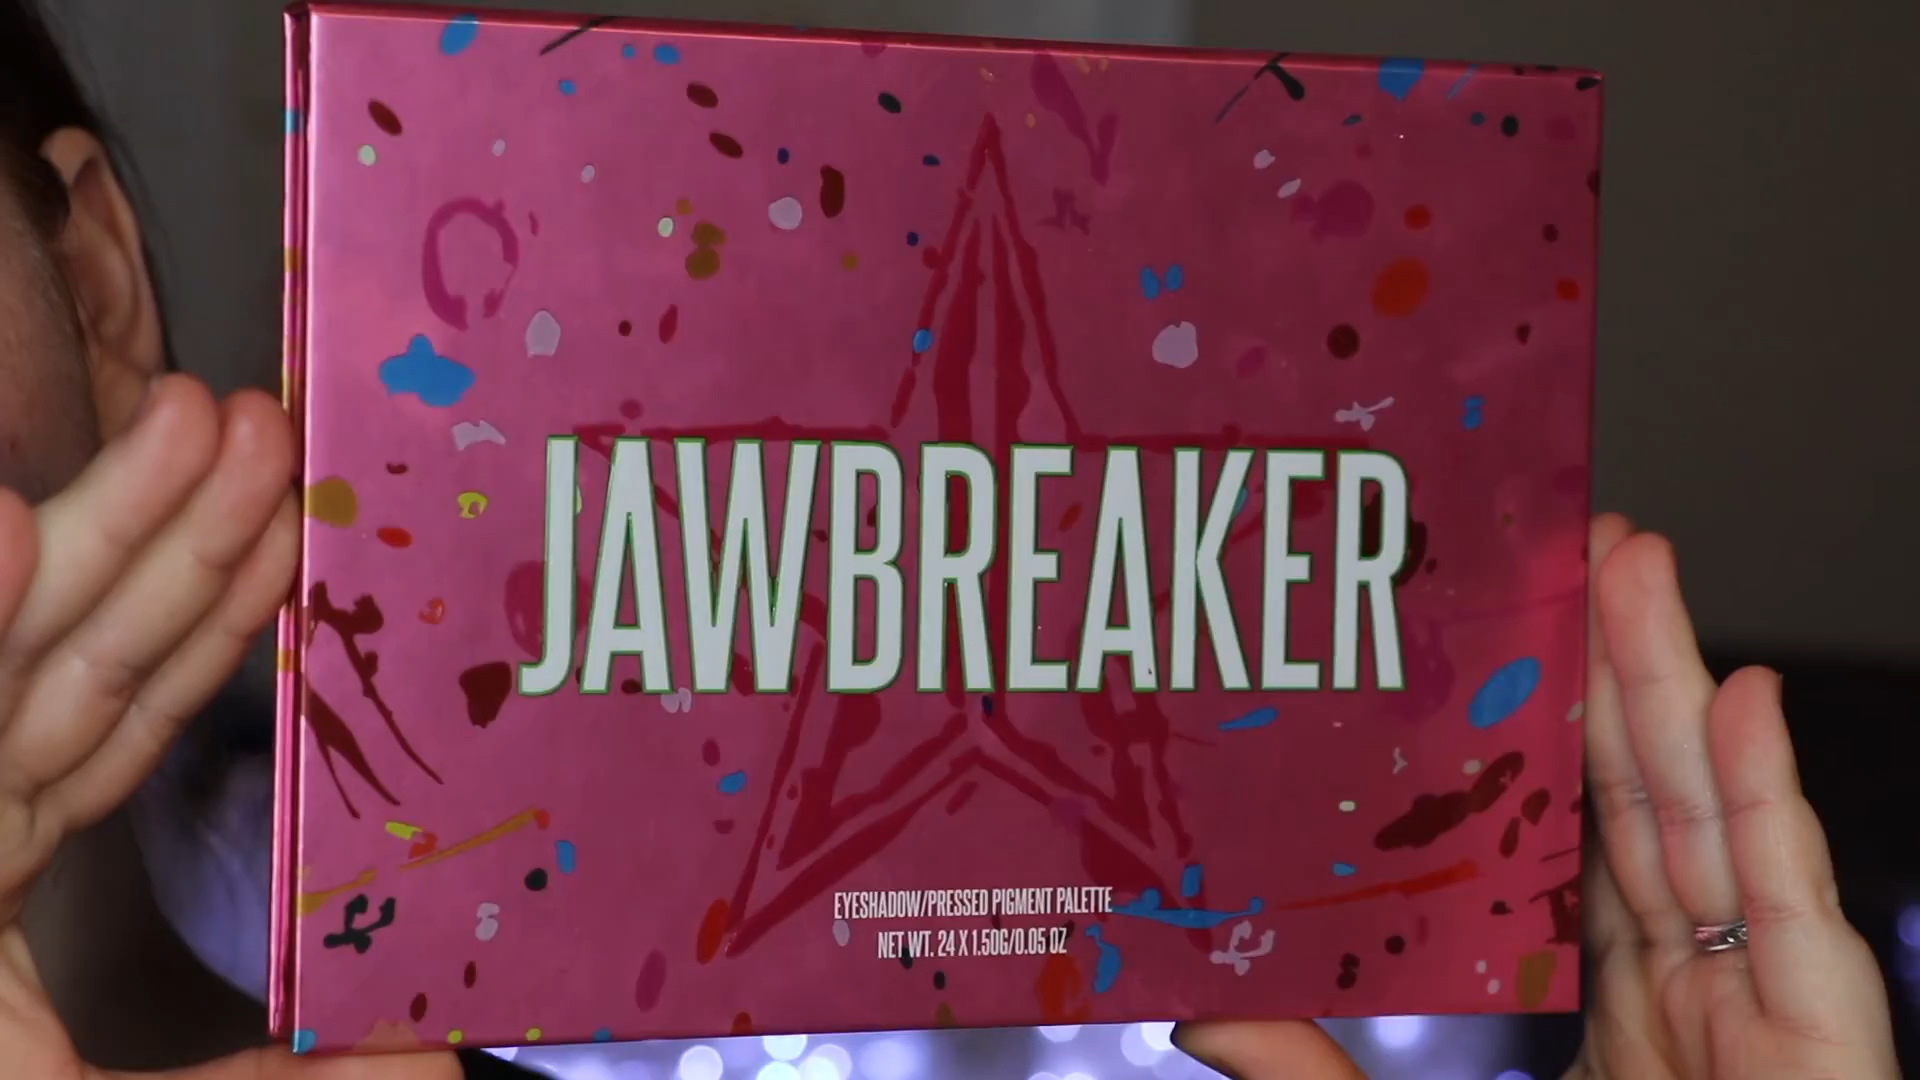 JAWBREAKER
EYESHADOW/PRESSED PIGMENT PALETTE
NET WT. 24 X 1.50G/0.05 OZ